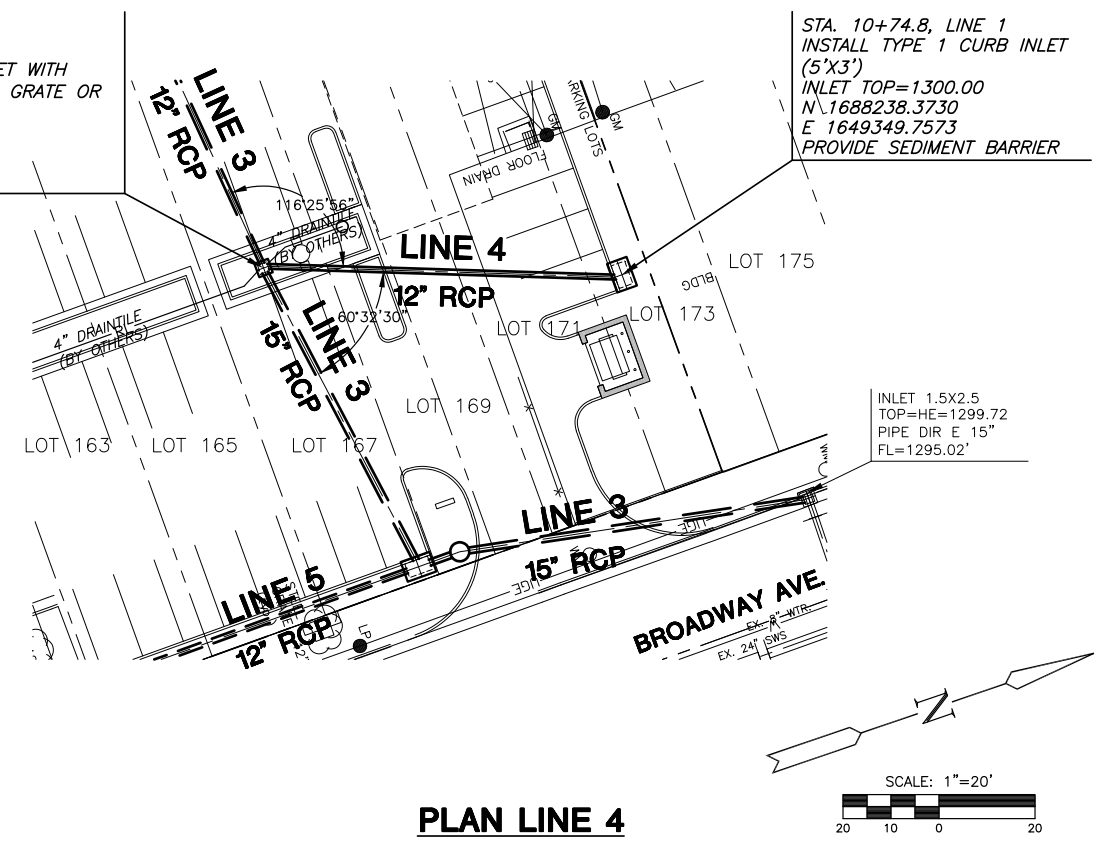 ET WITH
GRATE OR
STA. 10+74.8, LINE 1
INSTALL TYPE 1 CURB INLET
(5'X3')
INLET TOP=1300.00
N 1688238.3730
E 1649349.7573
PROVIDE SEDIMENT BARRIER
LINE 3
12" RCP
GM
GM
ARKING LOTS
FLOOR DRAIN
116°25'56"
4" DRAINTILE
(BY OTHERS)
LINE 4
12" RCP
LOT 175
BLDG
60°32'30"
LOT 171
LOT 173
4" DRAINTILE
(BY OTHERS)
LINE 3
15" RCP
LOT 169
INLET 1.5X2.5
TOP=HE=1299.72
PIPE DIR E 15"
FL=1295.02'
LOT 163
LOT 165
LOT 167
LINE 3
15" RCP
UGE
UGE
LINE 5
12" RCP
LP
BROADWAY AVE.
EX. 8" WTR.
EX. 24" SWS
N
SCALE: 1"=20'
20 10 0 20
PLAN LINE 4